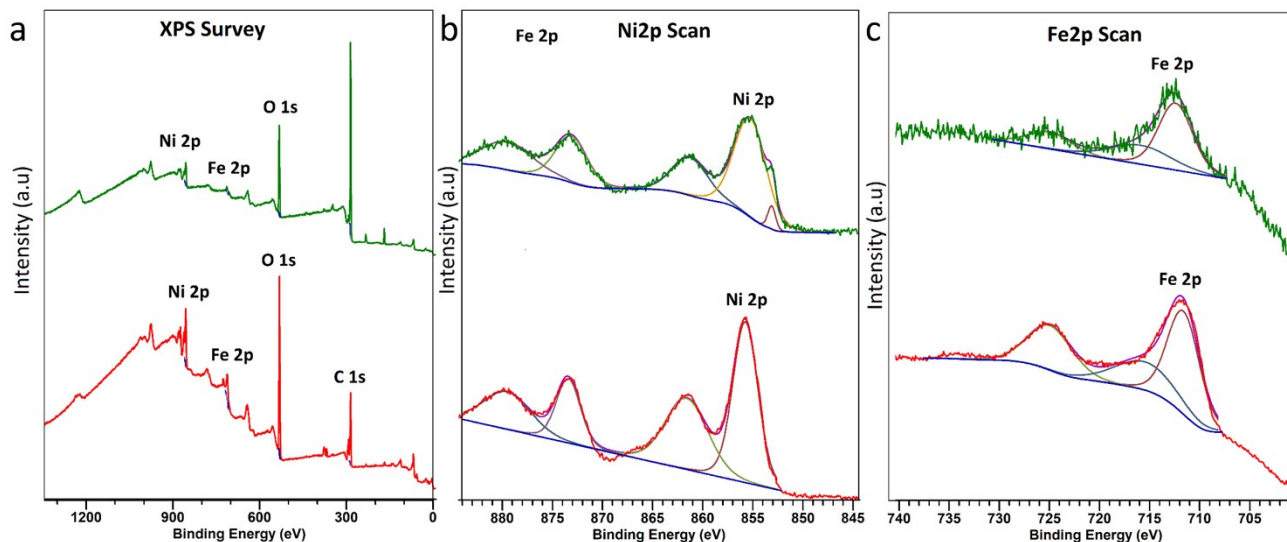 a
XPS Survey
Ni 2p
Fe 2p
O 1s
Ni 2p
Fe 2p
O 1s
C 1s
Intensity (a.u)
1200 900 600 300 0
Binding Energy (eV)
b
Ni2p Scan
Fe 2p
Ni 2p
Ni 2p
Intensity (a.u)
880 875 870 865 860 855 850 845
Binding Energy (eV)
c
Fe2p Scan
Fe 2p
Fe 2p
Intensity (a.u)
740 735 730 725 720 715 710 705
Binding Energy (eV)